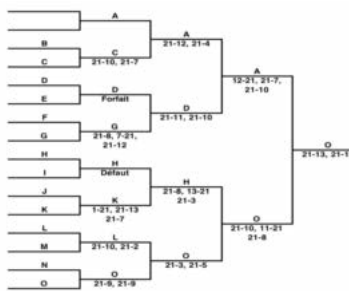 B
C
D
E
F
G
H
I
J
K
L
M
N
O
A
C
21-10, 21-7
D
Forfait
G
21-8, 7-21,
21-12
H
Défaut
K
1-21, 21-13
21-7
L
21-10, 21-2
O
21-9, 21-9
A
21-12, 21-4
D
21-11, 21-10
H
21-8, 13-21
21-3
O
21-3, 21-5
A
12-21, 21-7,
21-10
O
21-10, 11-21
21-8
O
21-13, 21-1